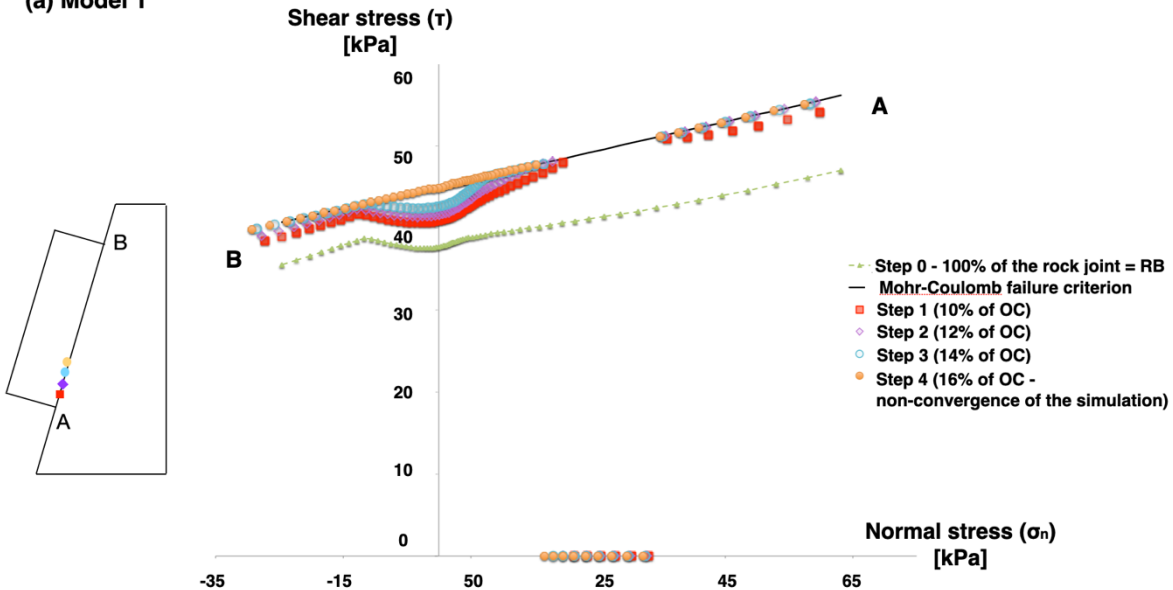 (a) Model 1
Shear stress (τ)
[kPa]
60
50
40
30
20
10
0
A
B
B
A
Step 0 - 100% of the rock joint = RB
Mohr-Coulomb failure criterion
Step 1 (10% of OC)
Step 2 (12% of OC)
Step 3 (14% of OC)
Step 4 (16% of OC -
non-convergence of the simulation)
Normal stress (σn)
[kPa]
-35 -15 50 25 45 65